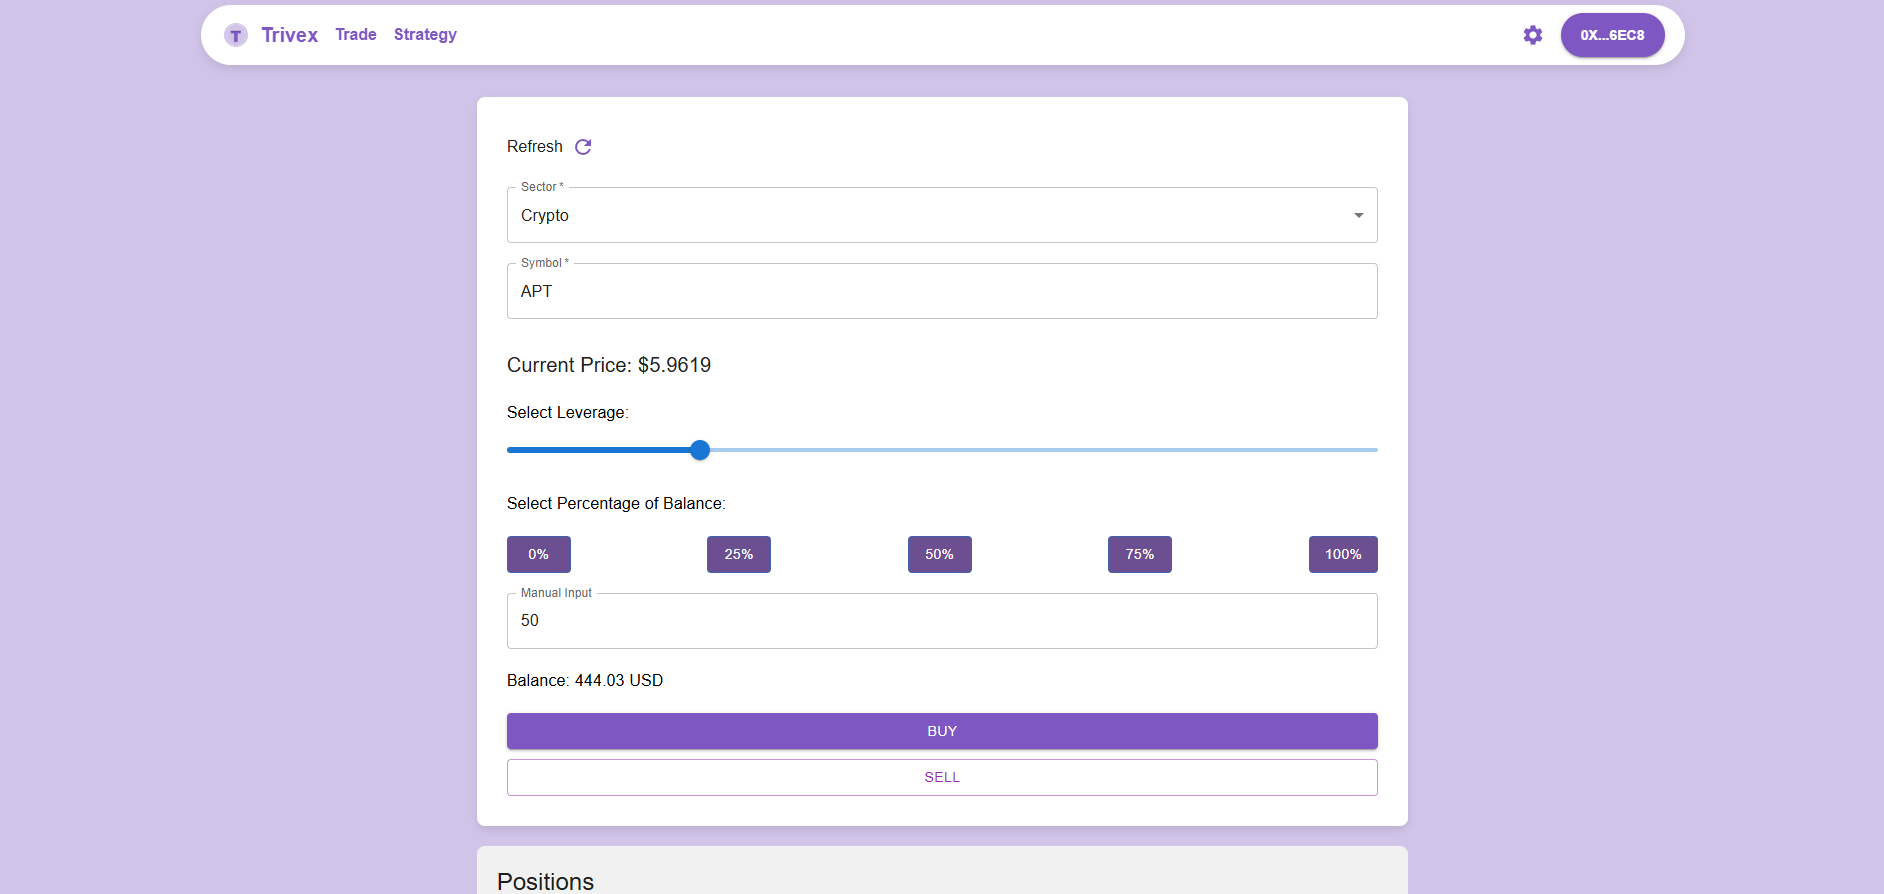 T Trivex Trade Strategy 0X...6EC8
Refresh
Sector *
Crypto
Symbol *
APT
Current Price: $5.9619
Select Leverage:
Select Percentage of Balance:
0% 25% 50% 75% 100%
Manual Input
50
Balance: 444.03 USD
BUY
SELL
Positions